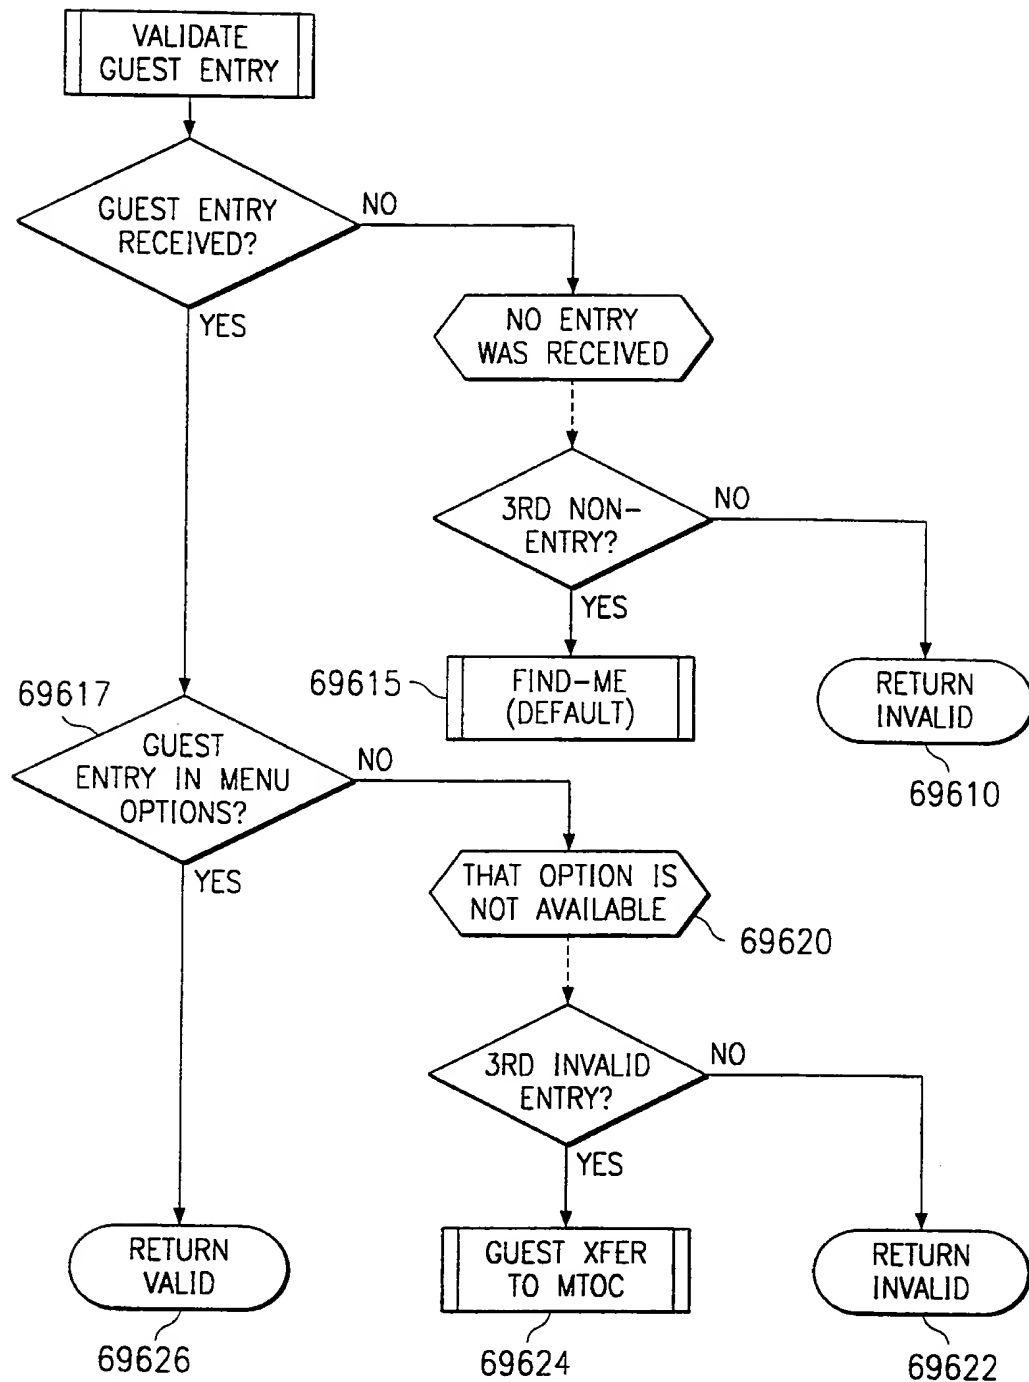 VALIDATE
GUEST ENTRY
GUEST ENTRY
RECEIVED?
NO
YES
NO ENTRY
WAS RECEIVED
3RD NON-
ENTRY?
NO
YES
69615
FIND-ME
(DEFAULT)
RETURN
INVALID
69610
69617
GUEST
ENTRY IN MENU
OPTIONS?
NO
YES
THAT OPTION IS
NOT AVAILABLE
69620
3RD INVALID
ENTRY?
NO
YES
RETURN
VALID
69626
GUEST XFER
TO MTOC
69624
RETURN
INVALID
69622